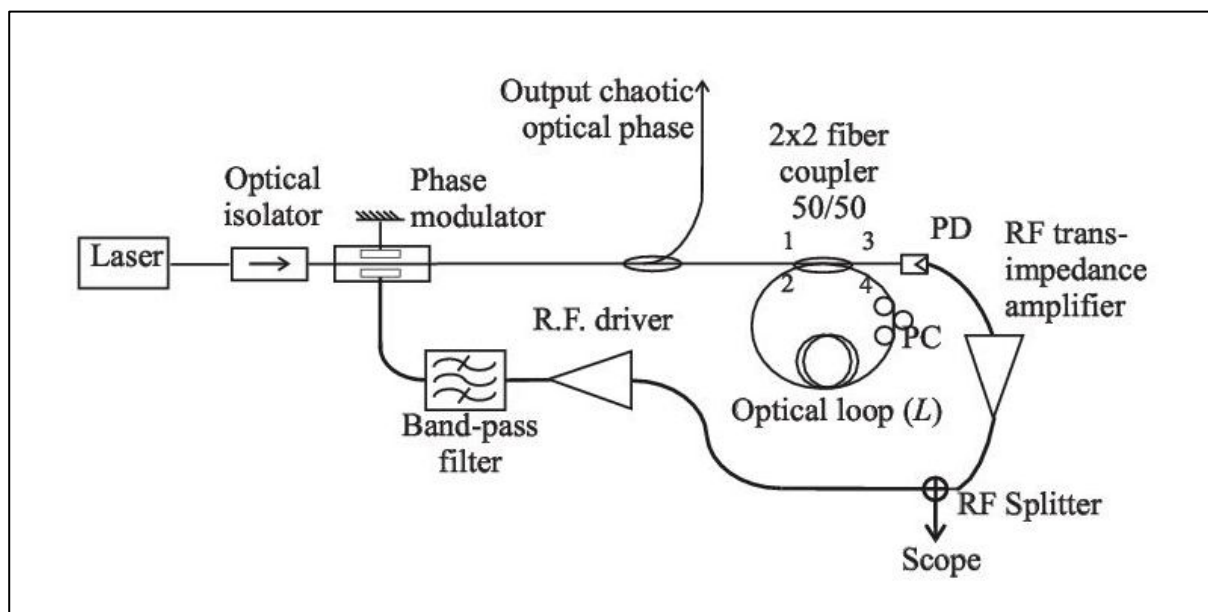 Output chaotic
optical phase
2x2 fiber
coupler
50/50
Optical
isolator
Phase
modulator
1
3
PD
RF trans-
impedance
amplifier
Laser
2
4
PC
R.F. driver
Optical loop (L)
Band-pass
filter
RF Splitter
Scope